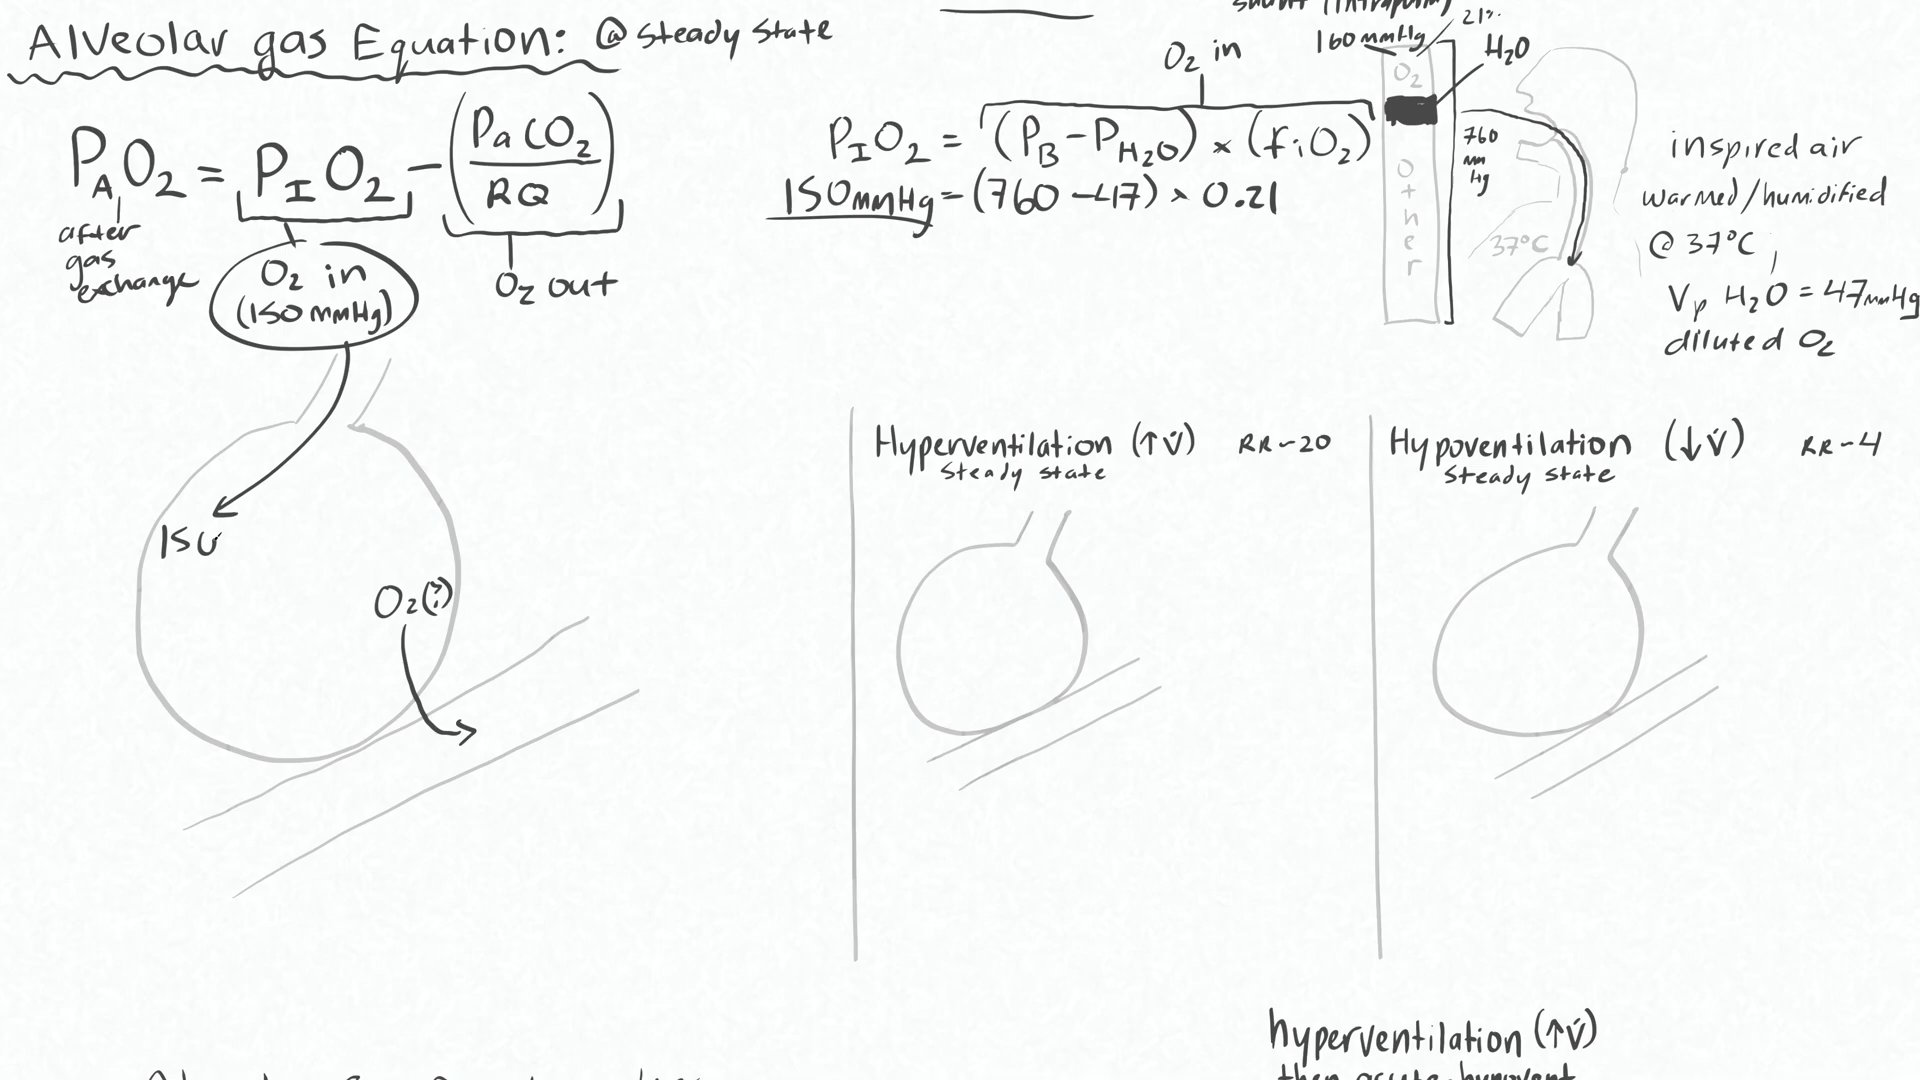 Alveolar gas Equation: @ steady state
PAO2 = PIO2 - (PaCO2 / RQ)
after gas exchange
O2 in
(150 mmHg)
O2 out
150
O2(?)
O2 in
PIO2 = (PB - PH2O) × (fiO2)
150 mmHg = (760 - 47) × 0.21
160 mmHg
21%
H2O
O2
other
760 mm Hg
37°C
inspired air
warmed/humidified
@ 37°C
Vp H2O = 47mmHg
diluted O2
Hyperventilation (↑V̇) RR~20
steady state
Hypoventilation (↓V̇) RR~4
steady state
hyperventilation (↑V̇)
then